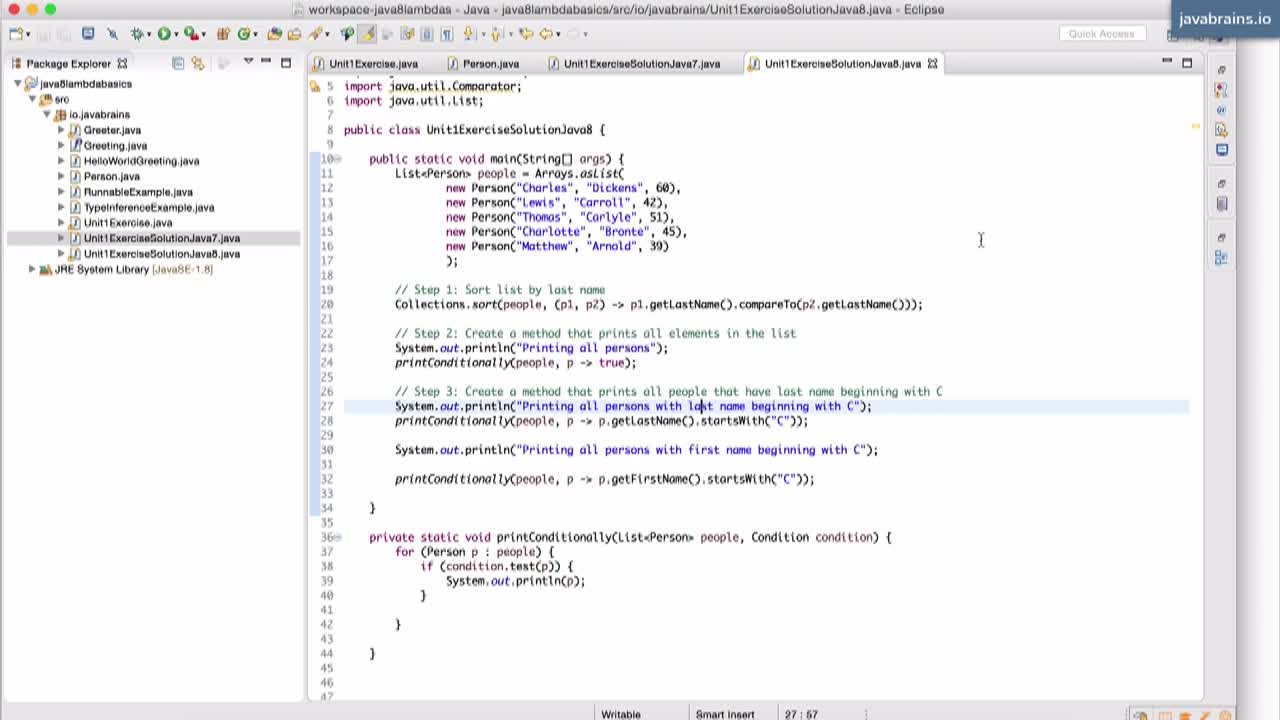 workspace-java8lambdas - Java - java8lambdabasics/src/io/javabrains/Unit1ExerciseSolutionJava8.java - Eclipse
javabrains.io
Quick Access
Package Explorer
Unit1Exercise.java
Person.java
Unit1ExerciseSolutionJava7.java
Unit1ExerciseSolutionJava8.java
java8lambdabasics
src
io.javabrains
Greeter.java
Greeting.java
HelloWorldGreeting.java
Person.java
RunnableExample.java
TypeInferenceExample.java
Unit1Exercise.java
Unit1ExerciseSolutionJava7.java
Unit1ExerciseSolutionJava8.java
JRE System Library [JavaSE-1.8]
5 import java.util.Comparator;
6 import java.util.List;
7
8 public class Unit1ExerciseSolutionJava8 {
9
10 public static void main(String[] args) {
11 List<Person> people = Arrays.asList(
12 new Person("Charles", "Dickens", 60),
13 new Person("Lewis", "Carroll", 42),
14 new Person("Thomas", "Carlyle", 51),
15 new Person("Charlotte", "Bronte", 45),
16 new Person("Matthew", "Arnold", 39)
17 );
18
19 // Step 1: Sort list by last name
20 Collections.sort(people, (p1, p2) -> p1.getLastName().compareTo(p2.getLastName()));
21
22 // Step 2: Create a method that prints all elements in the list
23 System.out.println("Printing all persons");
24 printConditionally(people, p -> true);
25
26 // Step 3: Create a method that prints all people that have last name beginning with C
27 System.out.println("Printing all persons with last name beginning with C");
28 printConditionally(people, p -> p.getLastName().startsWith("C"));
29
30 System.out.println("Printing all persons with first name beginning with C");
31
32 printConditionally(people, p -> p.getFirstName().startsWith("C"));
33
34 }
35
36 private static void printConditionally(List<Person> people, Condition condition) {
37 for (Person p : people) {
38 if (condition.test(p)) {
39 System.out.println(p);
40 }
41
42 }
43
44 }
45
46
47
Writable
Smart Insert
27 : 57